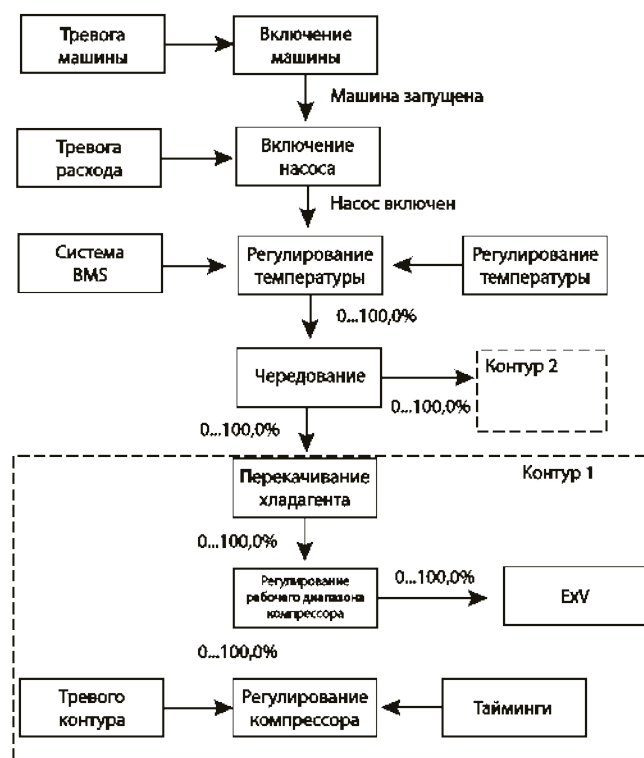 Тревога
машины
Включение
машины
Машина запущена
Тревога
расхода
Включение
насоса
Насос включен
Система
BMS
Регулирование
температуры
Регулирование
температуры
0...100,0%
Чередование
Контур 2
0...100,0%
0...100,0%
Контур 1
Перекачивание
хладагента
0...100,0%
Регулирование
рабочего диапазона
компрессора
0...100,0%
ExV
0...100,0%
Тревого
контура
Регулирование
компрессора
Тайминги